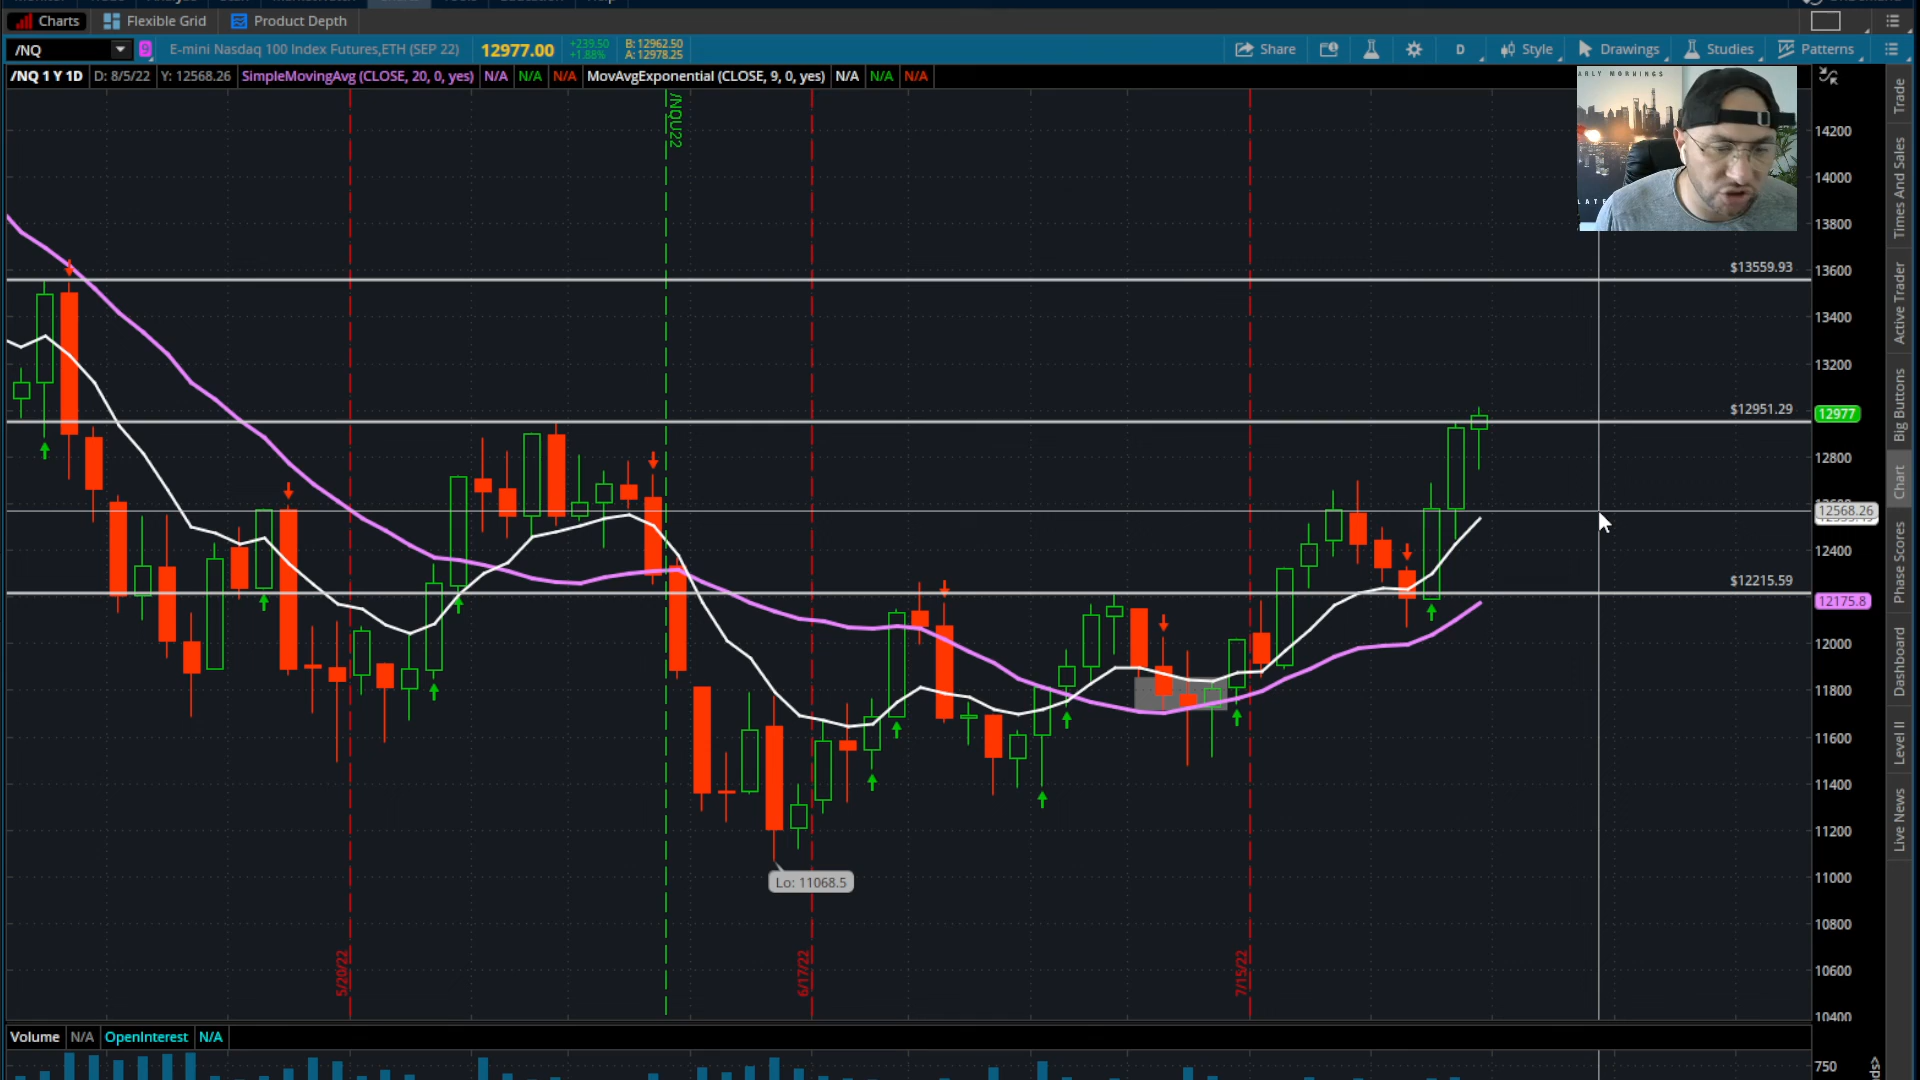 Charts Flexible Grid Product Depth
/NQ 9 E-mini Nasdaq 100 Index Futures,ETH (SEP 22) 12977.00 +239.50 +1.88% B: 12962.50 A: 12978.25 Share D Style Drawings Studies Patterns
/NQ 1 Y 1D D: 8/5/22 Y: 12568.26 SimpleMovingAvg (CLOSE, 20, 0, yes) N/A N/A N/A MovAvgExponential (CLOSE, 9, 0, yes) N/A N/A N/A
ARLY MORNINGS
LATE
/NQU22
14200
14000
13800
$13559.93
13600
13400
13200
$12951.29
12977
12800
12568.26
12400
$12215.59
12175.8
12000
11800
11600
11400
11200
Lo: 11068.5
11000
10800
10600
10400
5/20/22
6/17/22
7/15/22
Volume N/A OpenInterest N/A
750
Trade
Times And Sales
Active Trader
Big Buttons
Chart
Phase Scores
Dashboard
Level II
Live News